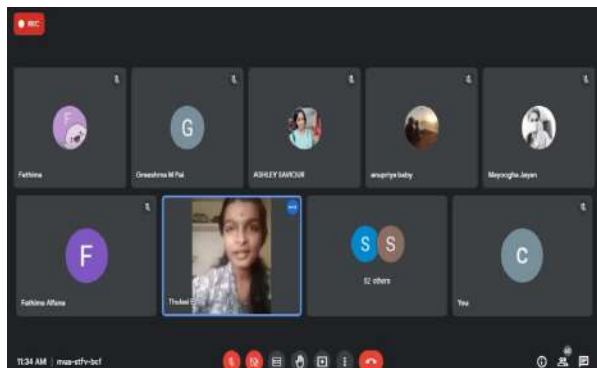 REC
F
G
Fathima
Greeshma M Pai
ASHLEY SAVIOUR
anupriya baby
Mayoogha Jayan
F
S S
C
52 others
Fathima Affana
You
11:34 AM | mua-stfv-bcf